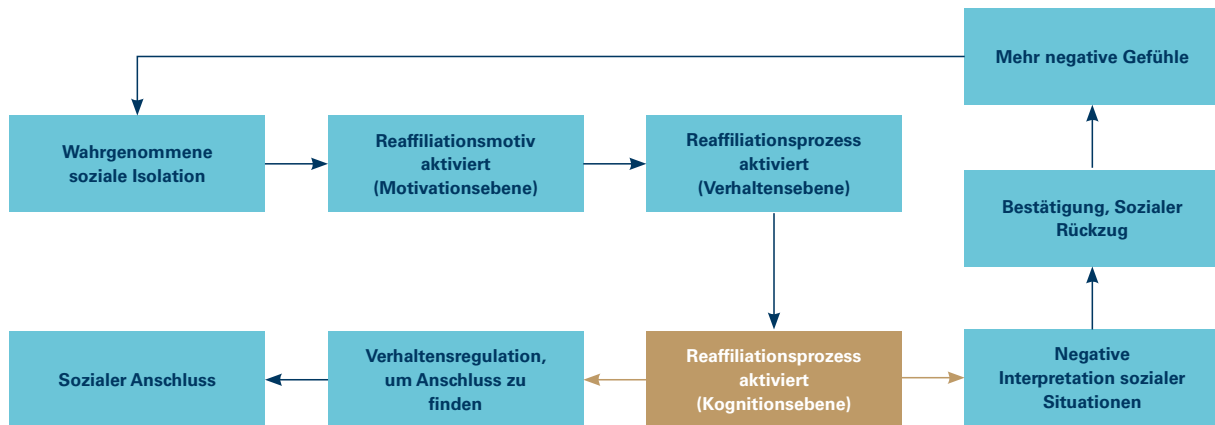 Mehr negative Gefühle
Wahrgenommene
soziale Isolation
Reaffiliationsmotiv
aktiviert
(Motivationsebene)
Reaffiliationsprozess
aktiviert
(Verhaltensebene)
Bestätigung, Sozialer
Rückzug
Sozialer Anschluss
Verhaltensregulation,
um Anschluss zu
finden
Reaffiliationsprozess
aktiviert
(Kognitionsebene)
Negative
Interpretation sozialer
Situationen